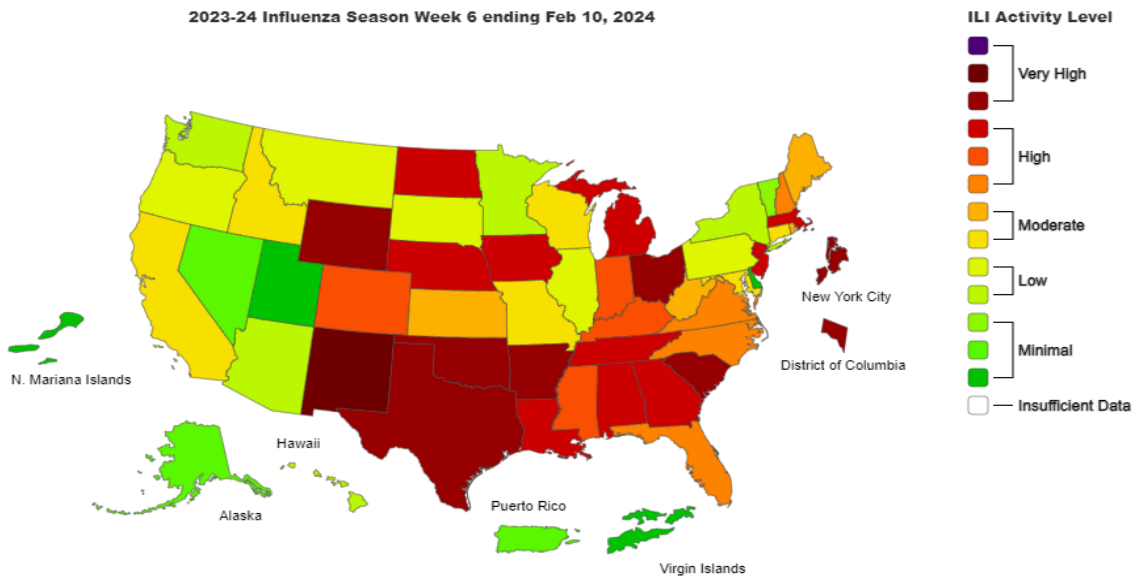 2023-24 Influenza Season Week 6 ending Feb 10, 2024
ILI Activity Level
Very High
High
Moderate
Low
Minimal
Insufficient Data
New York City
District of Columbia
N. Mariana Islands
Hawaii
Alaska
Puerto Rico
Virgin Islands